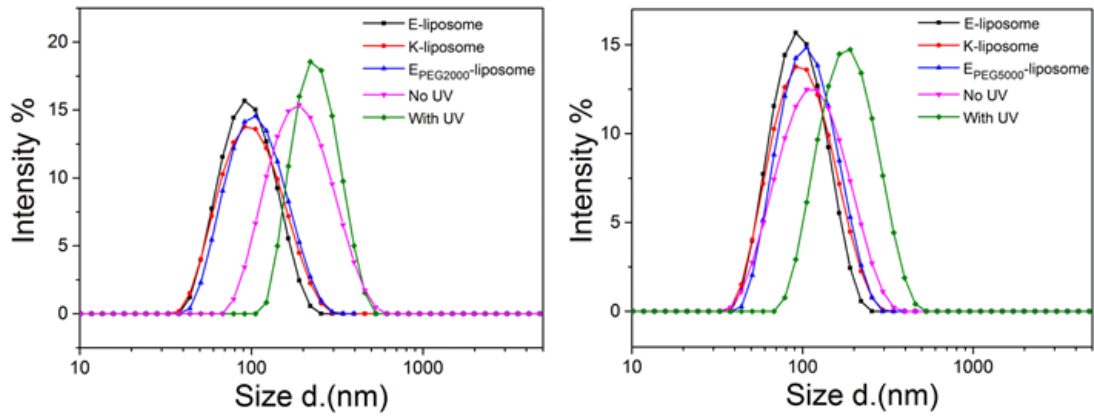 E-liposome
K-liposome
EPEG2000-liposome
No UV
With UV
Intensity %
20
15
10
5
0
10
100
1000
Size d.(nm)
E-liposome
K-liposome
EPEG5000-liposome
No UV
With UV
Intensity %
15
10
5
0
10
100
1000
Size d.(nm)